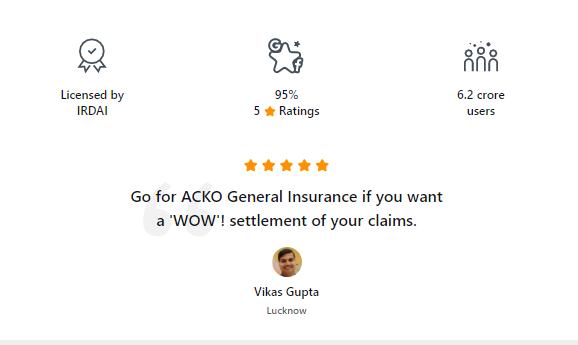 Licensed by
IRDAI
95%
5 ★ Ratings
6.2 crore
users
Go for ACKO General Insurance if you want
a 'WOW'! settlement of your claims.
Vikas Gupta
Lucknow